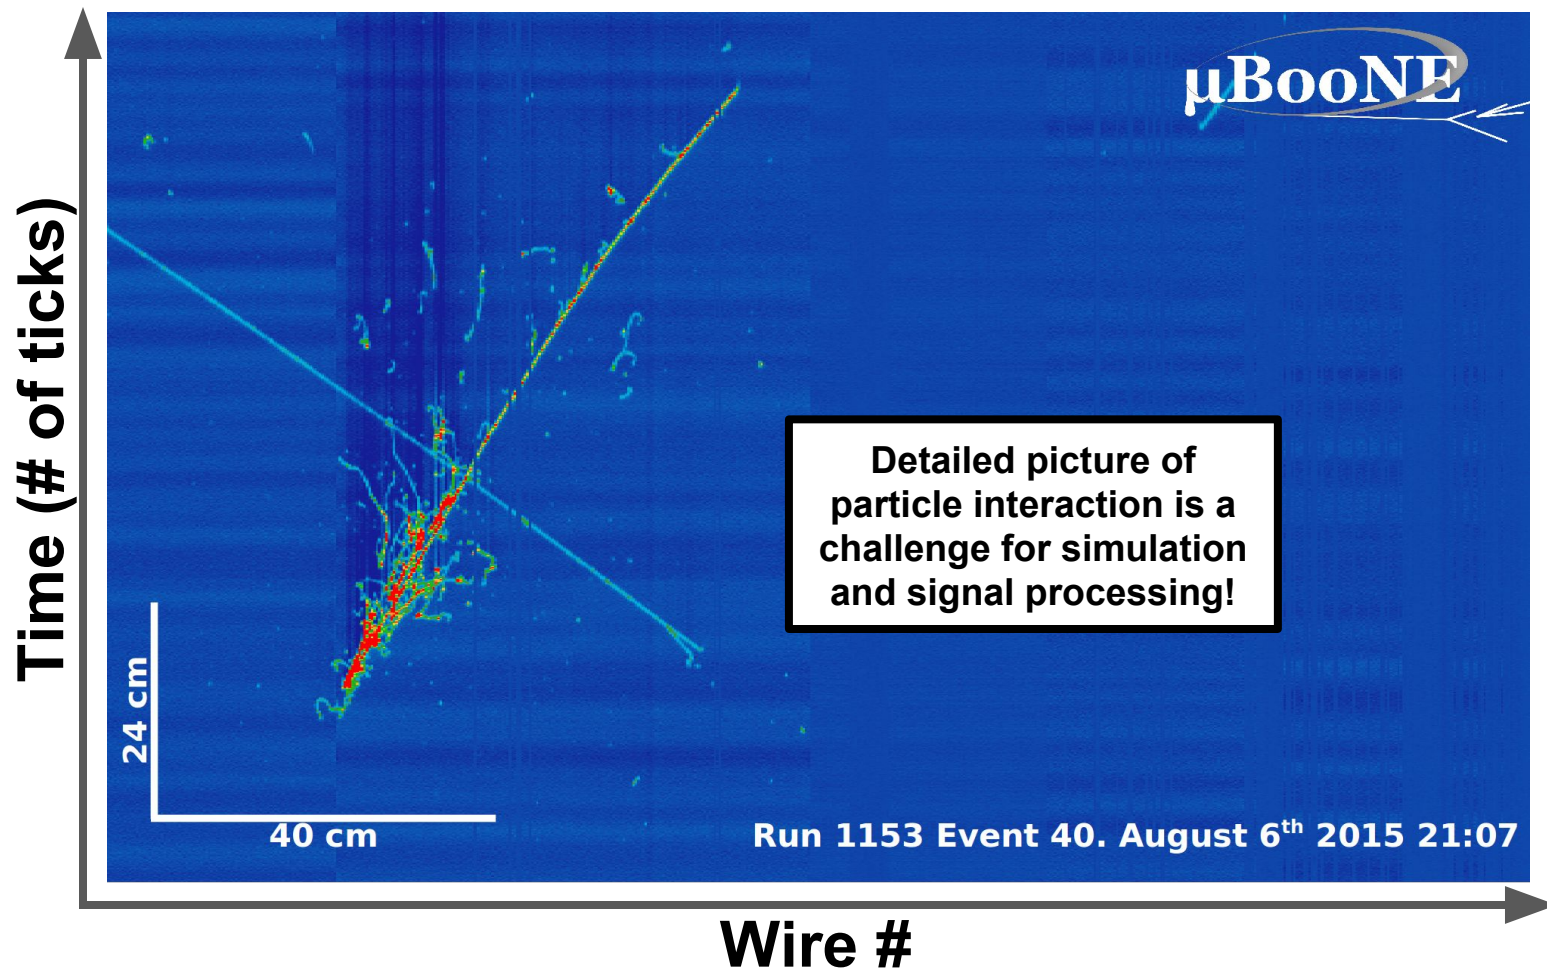 µBooNE
Time (# of ticks)
Detailed picture of
particle interaction is a
challenge for simulation
and signal processing!
24 cm
40 cm
Run 1153 Event 40. August 6th 2015 21:07
Wire #